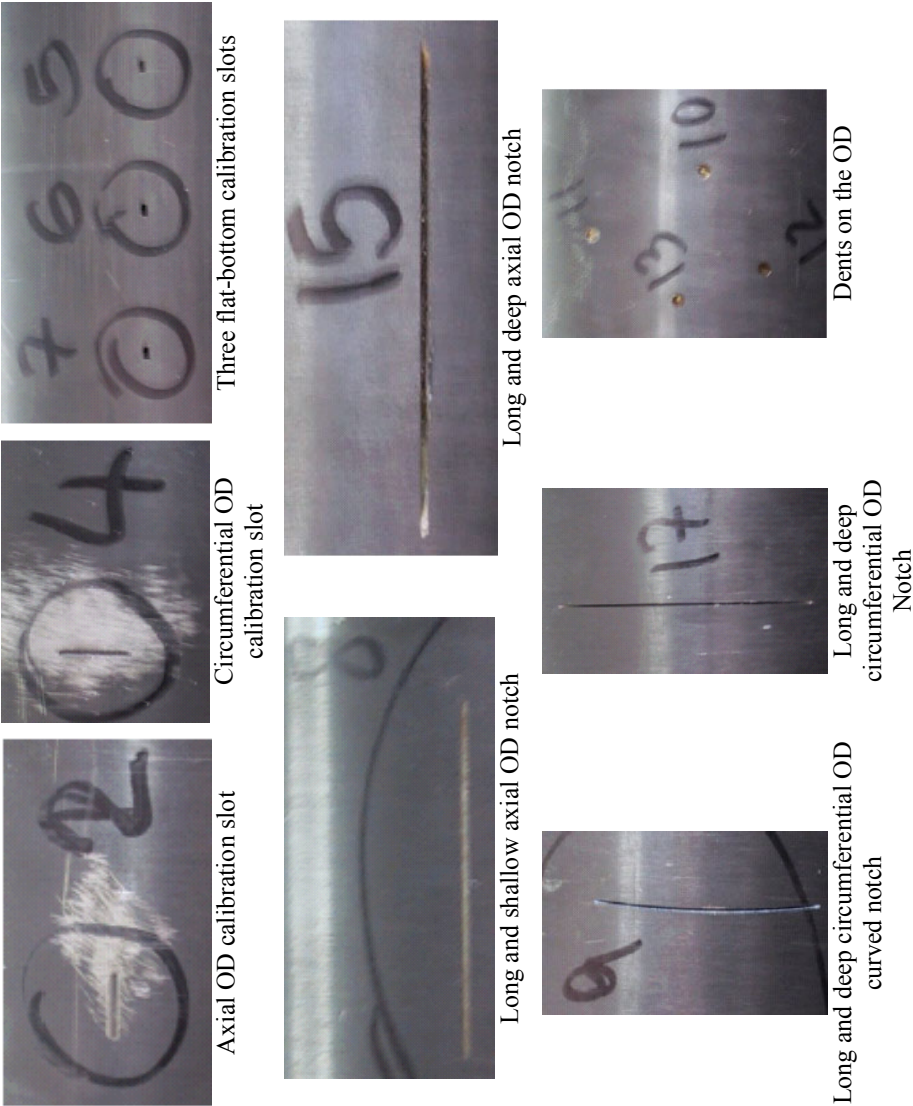 2
Axial OD calibration slot
4
Circumferential OD
calibration slot
7 6 5
Three flat-bottom calibration slots
8
Long and shallow axial OD notch
15
Long and deep axial OD notch
9
Long and deep circumferential OD
curved notch
17
Long and deep
circumferential OD
Notch
11
13 10
12
Dents on the OD